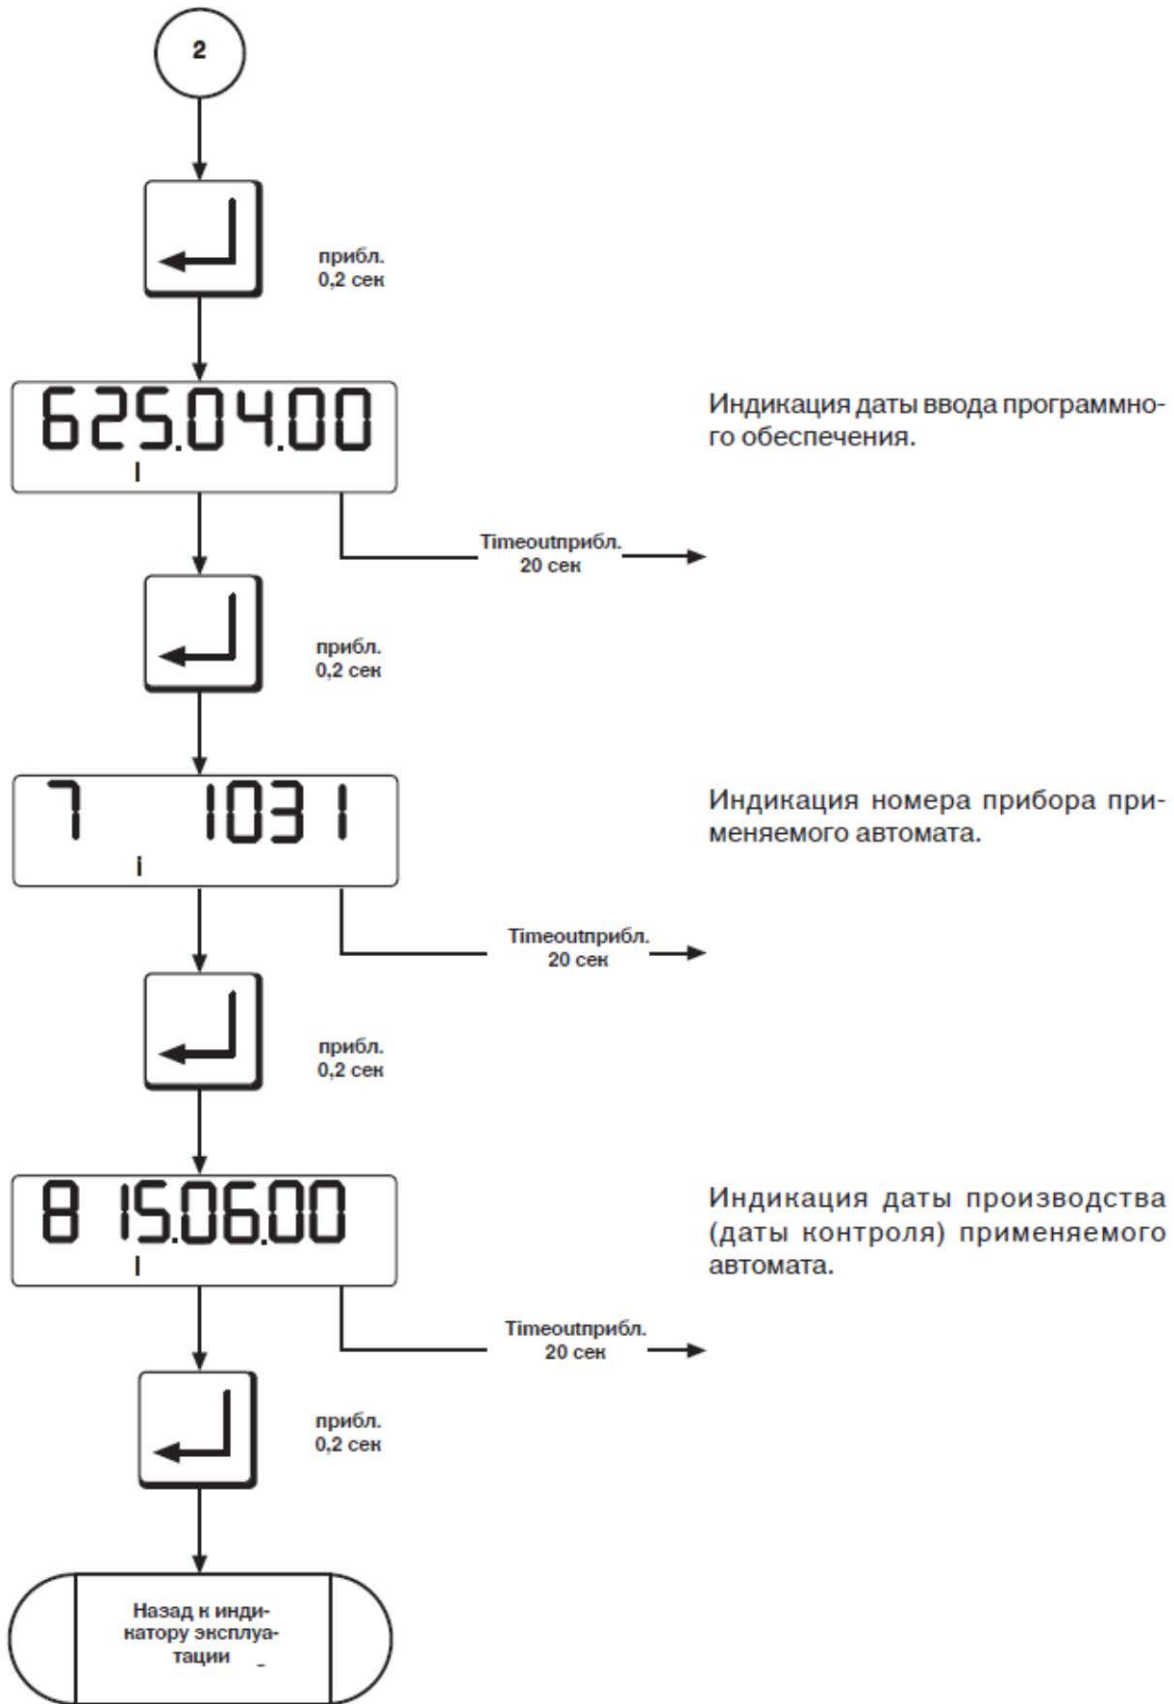 2
прибл.
0,2 сек
625.04.00
I
Индикация даты ввода программно-
го обеспечения.
Timeoutприбл.
20 сек
прибл.
0,2 сек
7 1031
i
Индикация номера прибора при-
меняемого автомата.
Timeoutприбл.
20 сек
прибл.
0,2 сек
8 15.06.00
I
Индикация даты производства
(даты контроля) применяемого
автомата.
Timeoutприбл.
20 сек
прибл.
0,2 сек
Назад к инди-
катору эксплуа-
тации